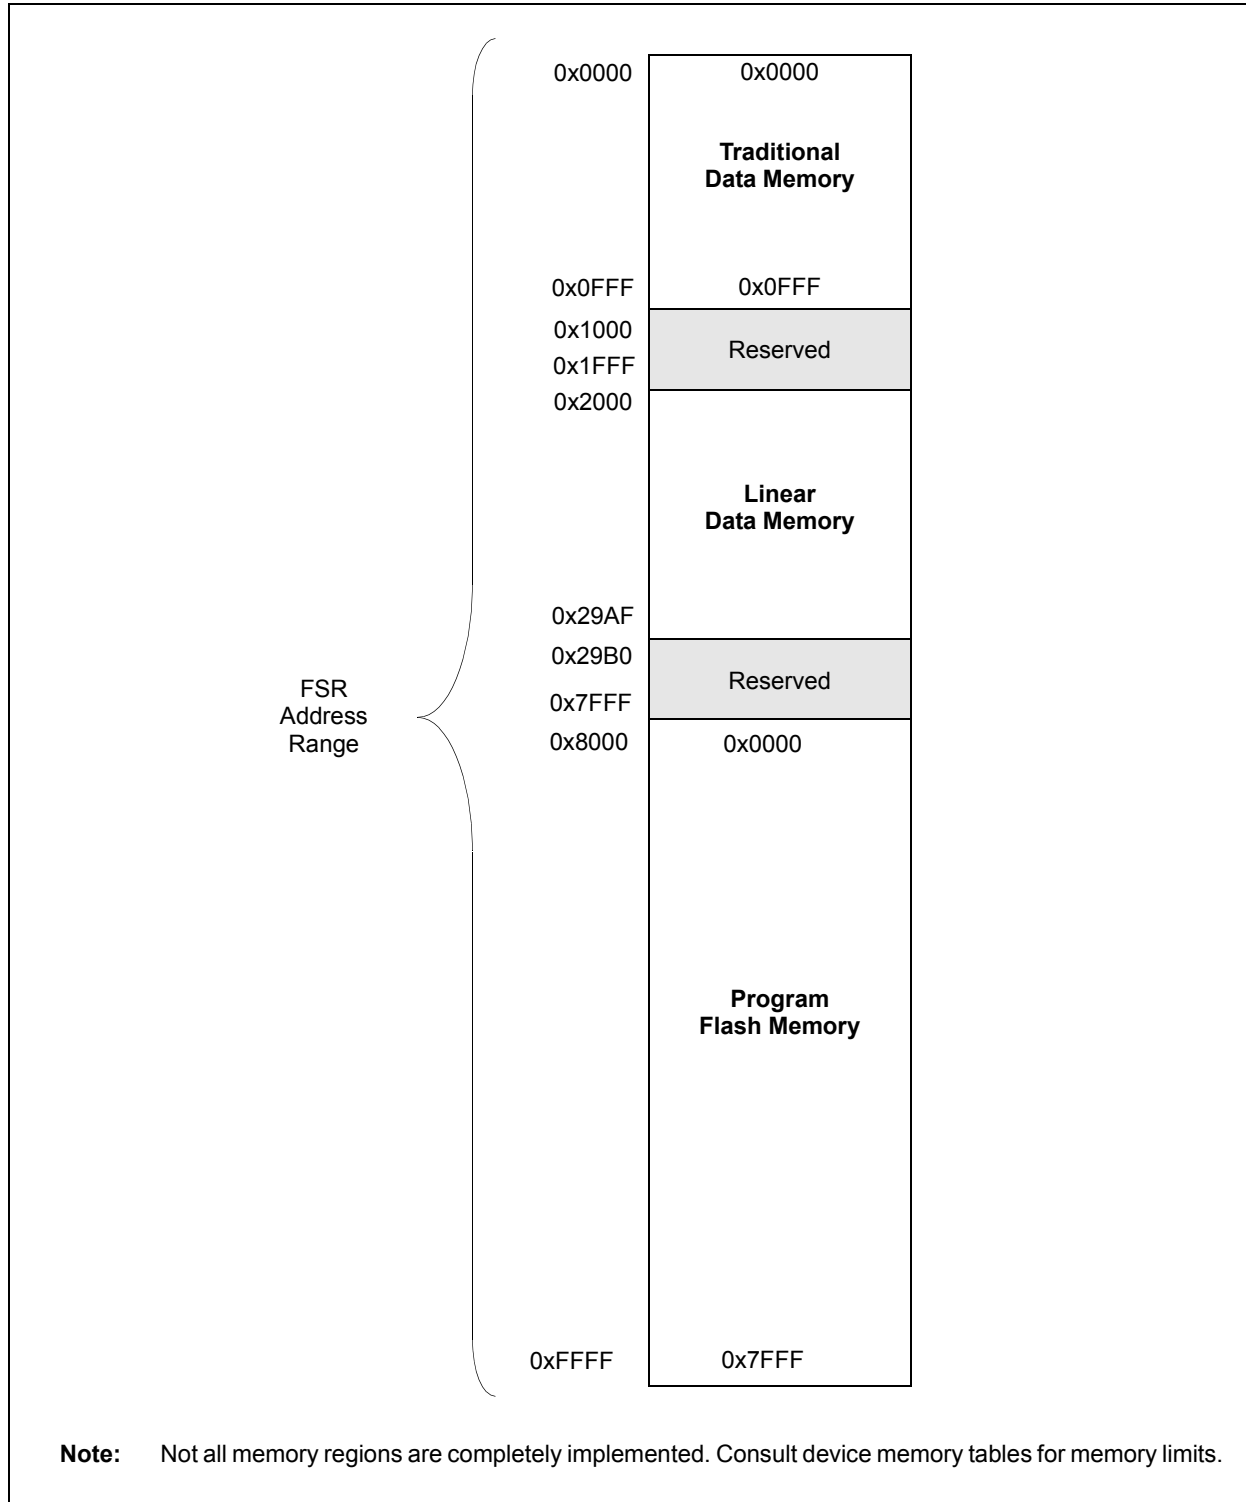 0x0000 0x0000
Traditional
Data Memory
0x0FFF 0x0FFF
0x1000
Reserved
0x1FFF
0x2000
Linear
Data Memory
0x29AF
0x29B0
Reserved
0x7FFF
FSR
Address
Range
0x8000 0x0000
Program
Flash Memory
0xFFFF 0x7FFF
Note: Not all memory regions are completely implemented. Consult device memory tables for memory limits.